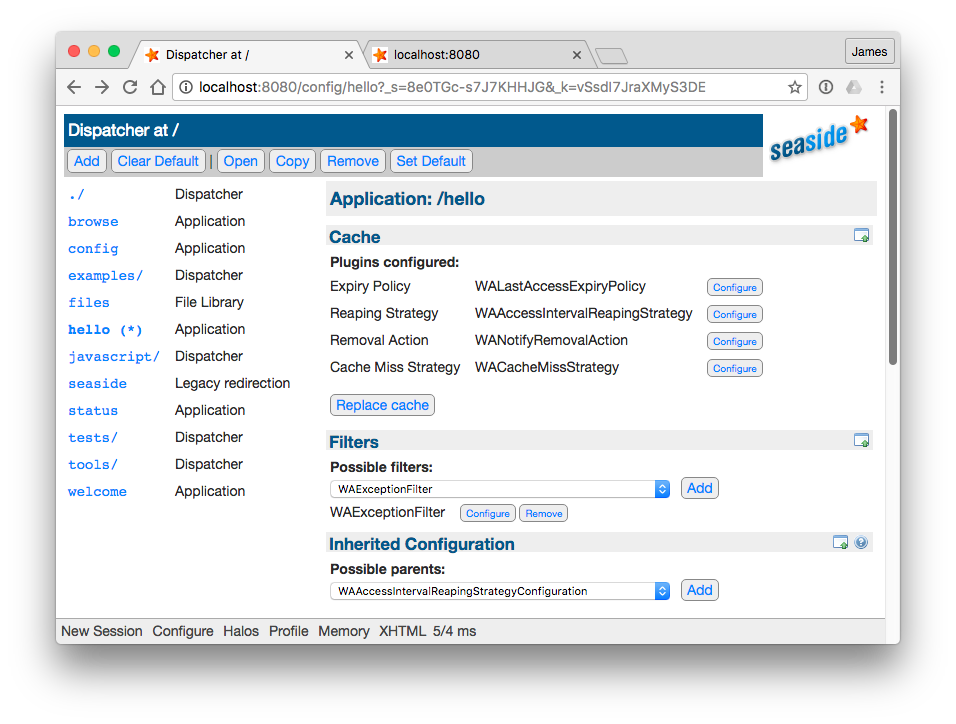 Dispatcher at /
localhost:8080
James
localhost:8080/config/hello?_s=8e0TGc-s7J7KHHJG&_k=vSsdI7JraXMyS3DE
Dispatcher at /
seaside
Add Clear Default | Open Copy Remove Set Default
./ Dispatcher
browse Application
config Application
examples/ Dispatcher
files File Library
hello (*) Application
javascript/ Dispatcher
seaside Legacy redirection
status Application
tests/ Dispatcher
tools/ Dispatcher
welcome Application
Application: /hello
Cache
Plugins configured:
Expiry Policy WALastAccessExpiryPolicy Configure
Reaping Strategy WAAccessIntervalReapingStrategy Configure
Removal Action WANotifyRemovalAction Configure
Cache Miss Strategy WACacheMissStrategy Configure
Replace cache
Filters
Possible filters:
WAExceptionFilter Add
WAExceptionFilter Configure Remove
Inherited Configuration
Possible parents:
WAAccessIntervalReapingStrategyConfiguration Add
New Session Configure Halos Profile Memory XHTML 5/4 ms